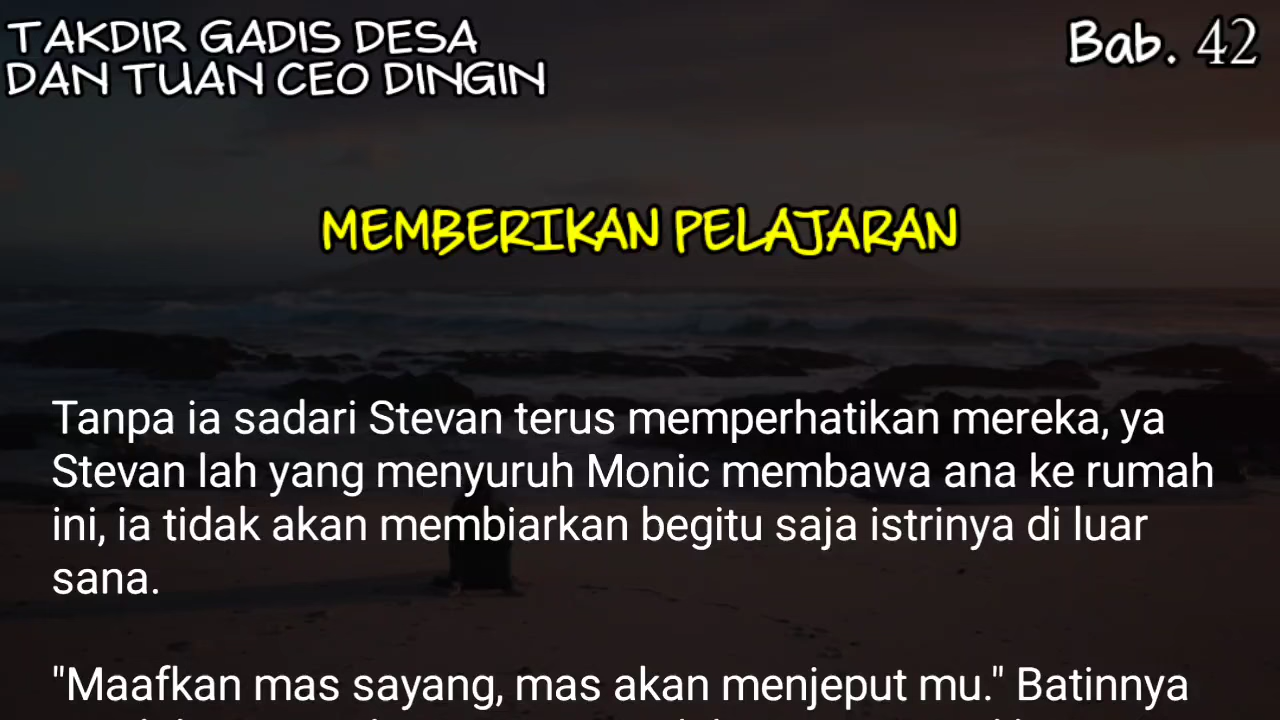 TAKDIR GADIS DESA
DAN TUAN CEO DINGIN
Bab. 42
MEMBERIKAN PELAJARAN
Tanpa ia sadari Stevan terus memperhatikan mereka, ya
Stevan lah yang menyuruh Monic membawa ana ke rumah
ini, ia tidak akan membiarkan begitu saja istrinya di luar
sana.
"Maafkan mas sayang, mas akan menjeput mu." Batinnya